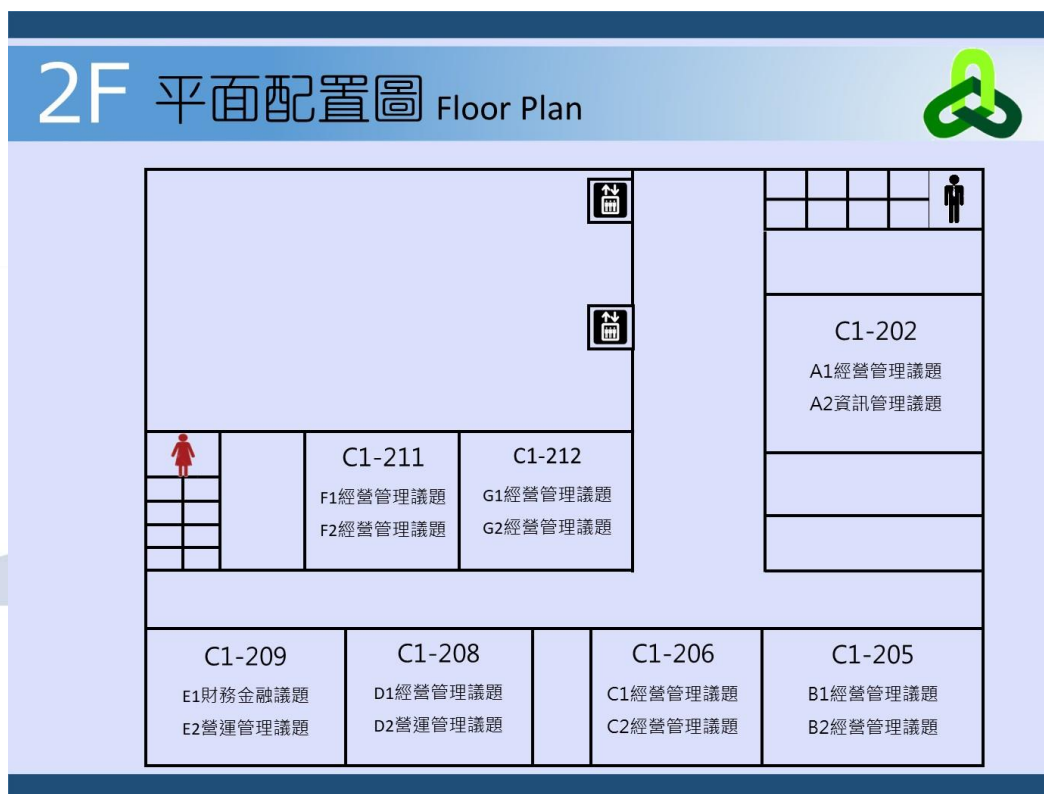 2F 平面配置圖 Floor Plan
C1-202
A1經營管理議題
A2資訊管理議題
C1-211
F1經營管理議題
F2經營管理議題
C1-212
G1經營管理議題
G2經營管理議題
C1-209
E1財務金融議題
E2營運管理議題
C1-208
D1經營管理議題
D2營運管理議題
C1-206
C1經營管理議題
C2經營管理議題
C1-205
B1經營管理議題
B2經營管理議題